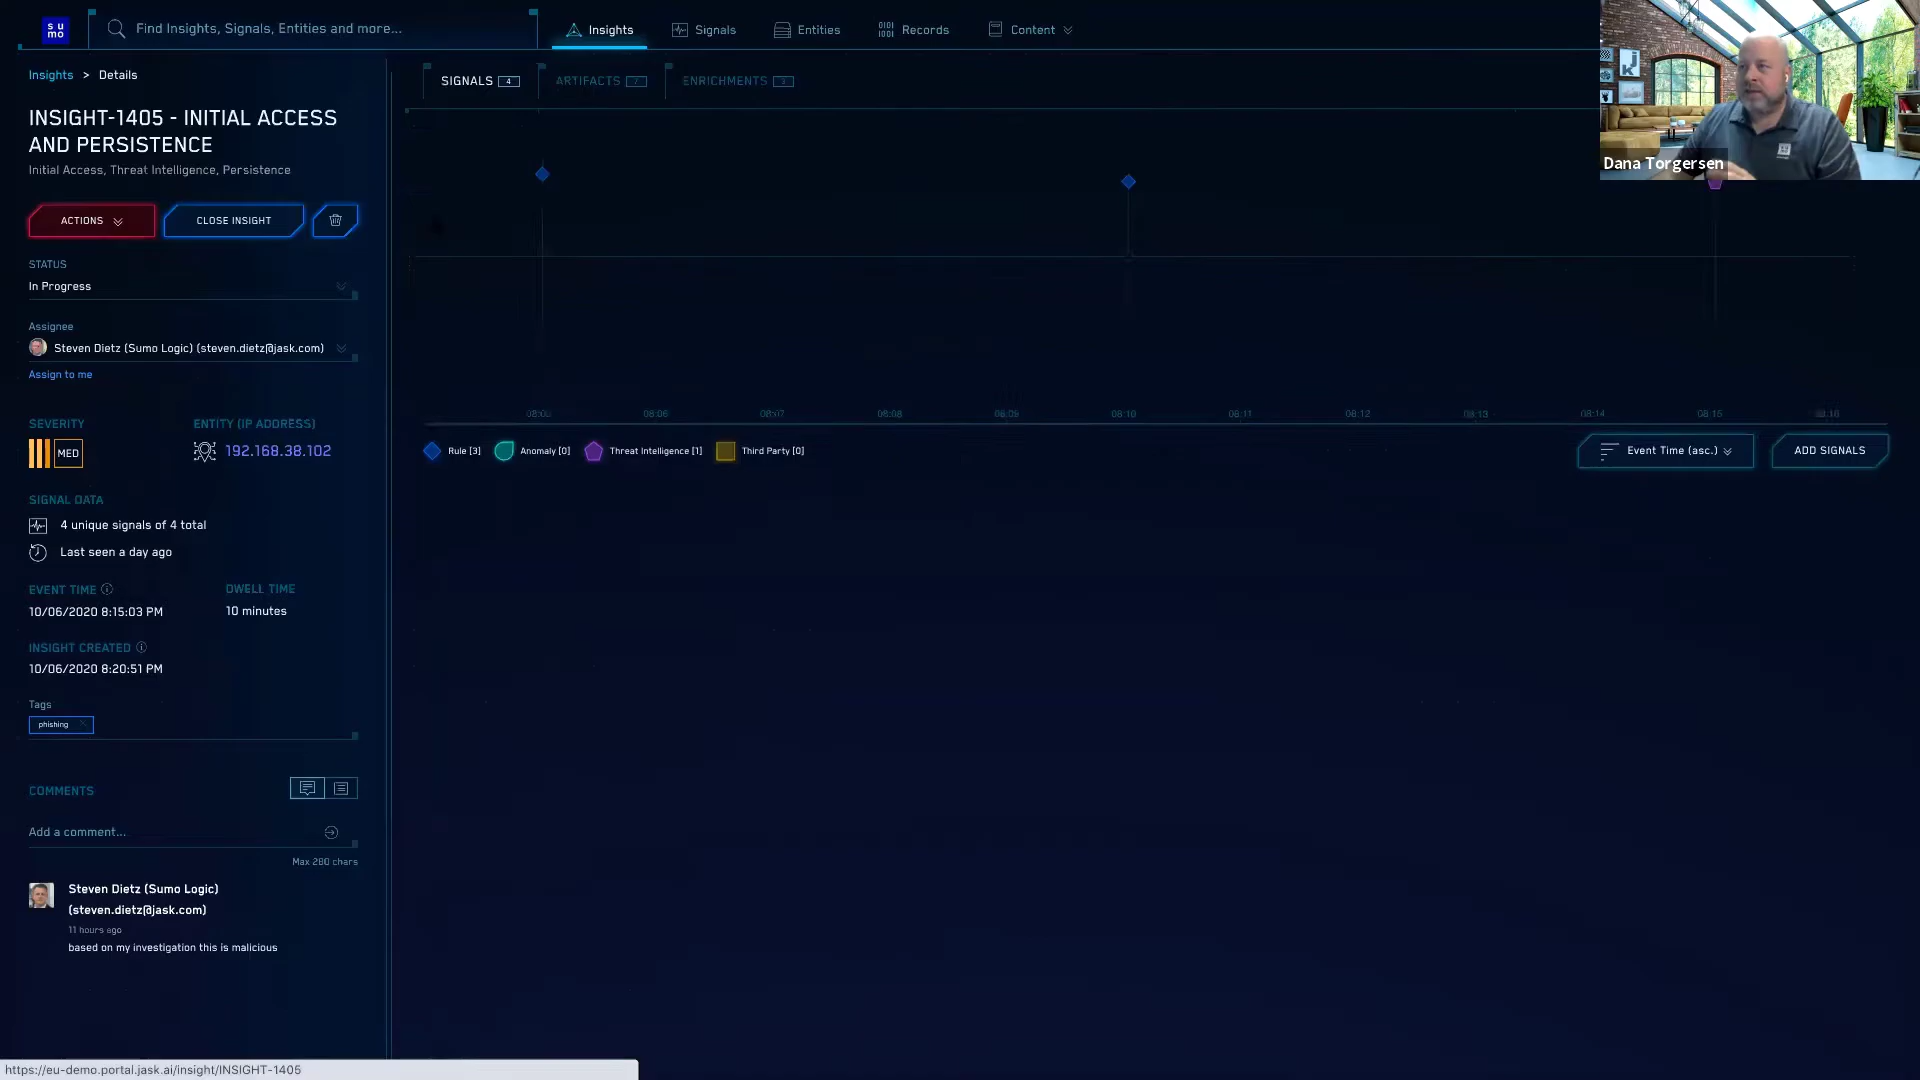 su
mo
Find Insights, Signals, Entities and more...
Insights
Signals
Entities
Records
Content
Insights > Details
INSIGHT-1405 - INITIAL ACCESS
AND PERSISTENCE
Initial Access, Threat Intelligence, Persistence
ACTIONS
CLOSE INSIGHT
STATUS
In Progress
Assignee
Steven Dietz (Sumo Logic) (steven.dietz@jask.com)
Assign to me
SEVERITY
MED
ENTITY (IP ADDRESS)
192.168.38.102
SIGNAL DATA
4 unique signals of 4 total
Last seen a day ago
EVENT TIME
10/06/2020 8:15:03 PM
DWELL TIME
10 minutes
INSIGHT CREATED
10/06/2020 8:20:51 PM
Tags
phishing
COMMENTS
Add a comment...
Max 280 chars
Steven Dietz (Sumo Logic)
(steven.dietz@jask.com)
11 hours ago
based on my investigation this is malicious
SIGNALS 4
ARTIFACTS 7
ENRICHMENTS
Dana Torgersen
08:05 08:06 08:07 08:08 08:09 08:10 08:11 08:12 08:13 08:14 08:15 08:16
Rule [3]
Anomaly [0]
Threat Intelligence [1]
Third Party [0]
Event Time (asc.)
ADD SIGNALS
https://eu-demo.portal.jask.ai/insight/INSIGHT-1405